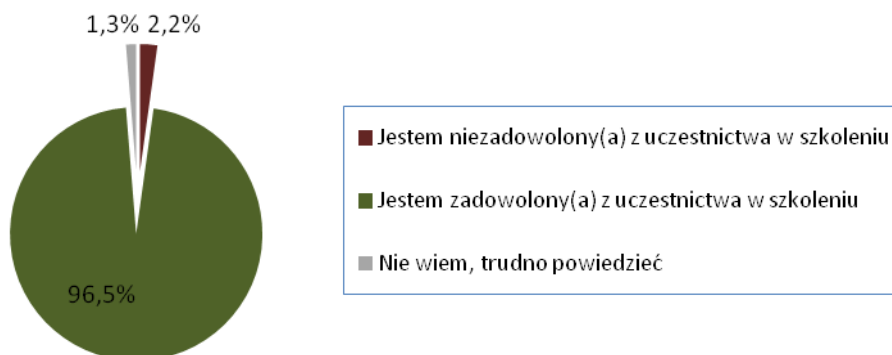 1,3% 2,2%
96,5%
Jestem niezadowolony(a) z uczestnictwa w szkoleniu
Jestem zadowolony(a) z uczestnictwa w szkoleniu
Nie wiem, trudno powiedzieć